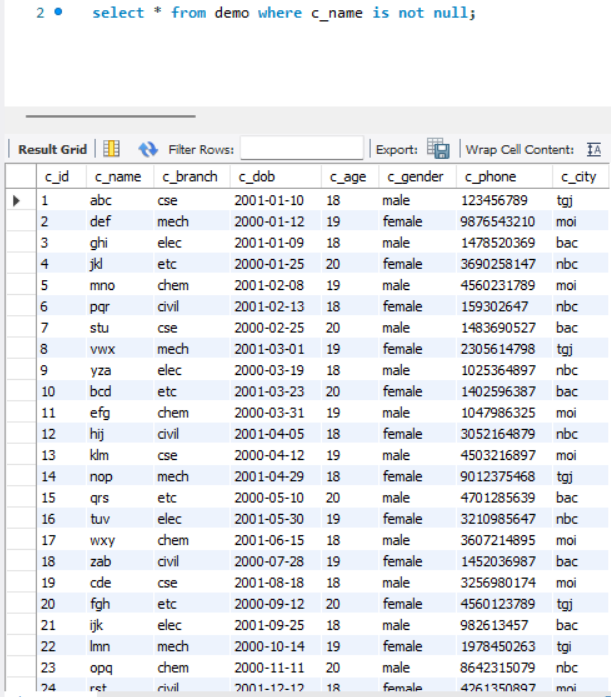 2 select * from demo where c_name is not null;
Result Grid Filter Rows: Export: Wrap Cell Content: IA
c_id c_name c_branch c_dob c_age c_gender c_phone c_city
1 abc cse 2001-01-10 18 male 123456789 tgj
2 def mech 2000-01-12 19 female 9876543210 moi
3 ghi elec 2001-01-09 18 male 1478520369 bac
4 jkl etc 2000-01-25 20 female 3690258147 nbc
5 mno chem 2001-02-08 19 male 4560231789 moi
6 pqr civil 2001-02-13 18 female 159302647 nbc
7 stu cse 2000-02-25 20 male 1483690527 bac
8 vwx mech 2001-03-01 19 female 2305614798 tgj
9 yza elec 2000-03-19 18 male 1025364897 nbc
10 bcd etc 2001-03-23 20 female 1402596387 bac
11 efg chem 2000-03-31 19 male 1047986325 moi
12 hij civil 2001-04-05 18 female 3052164879 nbc
13 klm cse 2000-04-12 19 male 4503216897 moi
14 nop mech 2001-04-29 18 female 9012375468 tgj
15 qrs etc 2000-05-10 20 male 4701285639 bac
16 tuv elec 2001-05-30 19 female 3210985647 nbc
17 wxy chem 2001-06-15 18 male 3607214895 moi
18 zab civil 2000-07-28 19 female 1452036987 bac
19 cde cse 2001-08-18 18 male 3256980174 moi
20 fgh etc 2000-09-12 20 female 4560123789 tgj
21 ijk elec 2001-09-25 18 male 982613457 bac
22 lmn mech 2000-10-14 19 female 1978450263 tgj
23 opq chem 2000-11-11 20 male 8642315079 nbc
24 rst civil 2001-12-12 18 female 4261350897 moi